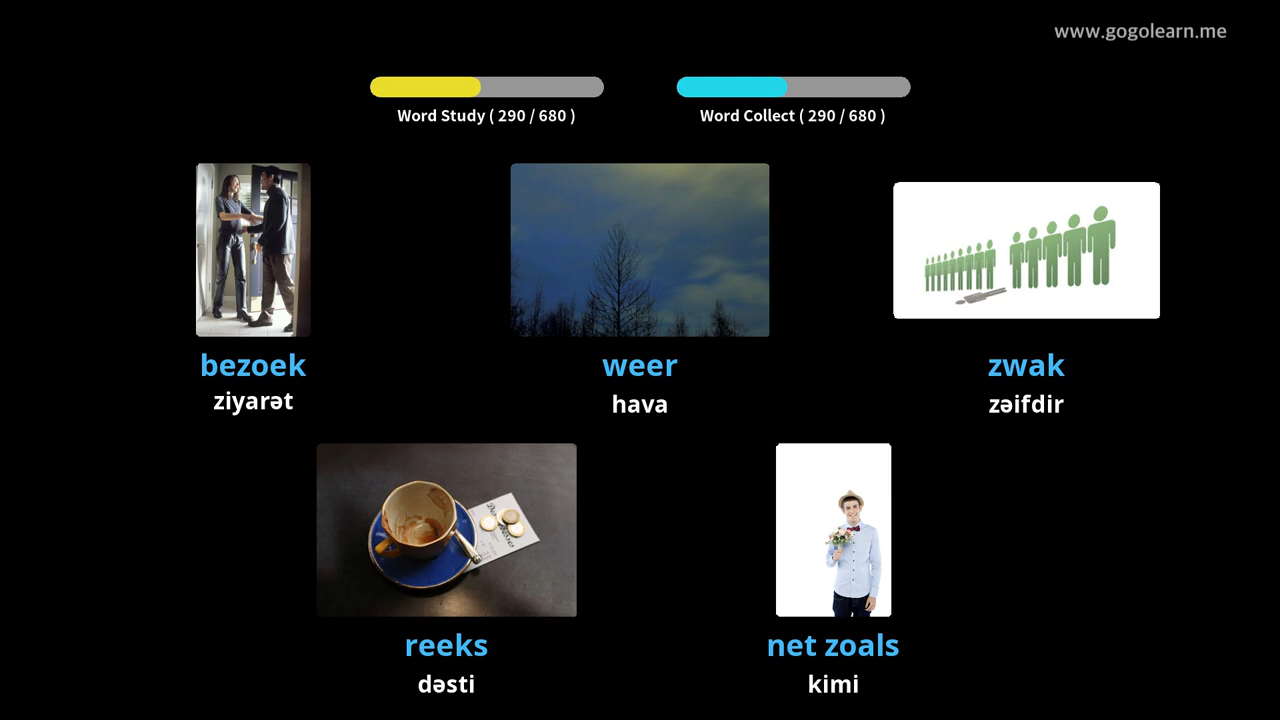 www.gogolearn.me
Word Study ( 290 / 680 )
Word Collect ( 290 / 680 )
bezoek
ziyarət
weer
hava
zwak
zəifdir
reeks
dəsti
net zoals
kimi